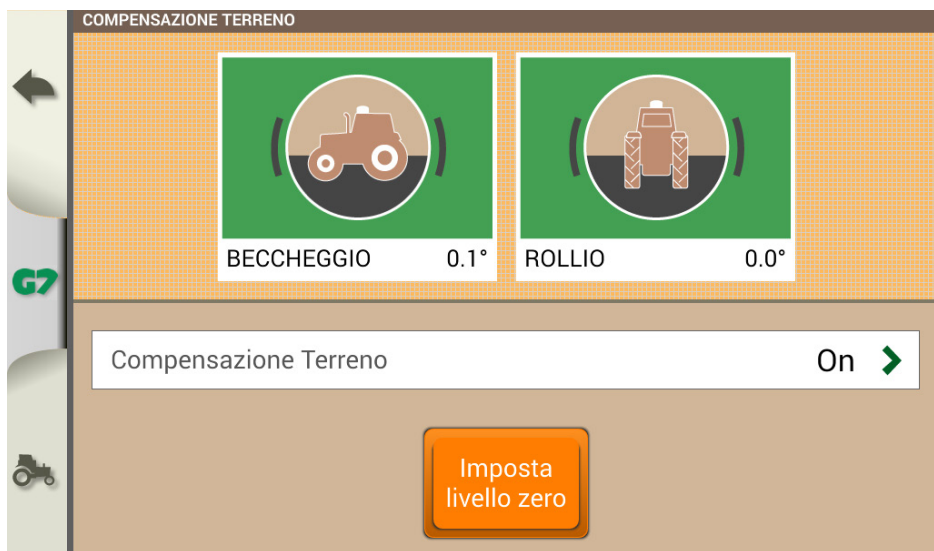 COMPENSAZIONE TERRENO
BECCHEGGIO 0.1°
ROLLIO 0.0°
G7
Compensazione Terreno On
Imposta
livello zero